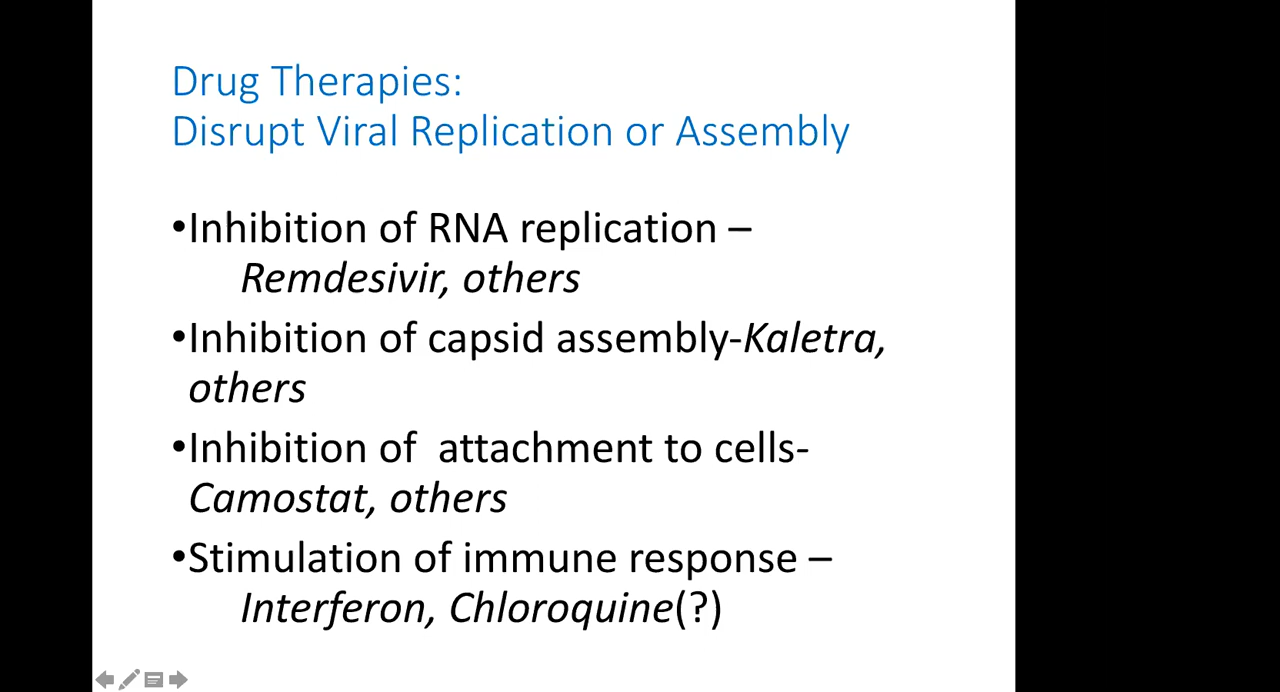 Drug Therapies:
Disrupt Viral Replication or Assembly
•Inhibition of RNA replication –
Remdesivir, others
•Inhibition of capsid assembly-Kaletra,
others
•Inhibition of  attachment to cells-
Camostat, others
•Stimulation of immune response –
Interferon, Chloroquine(?)